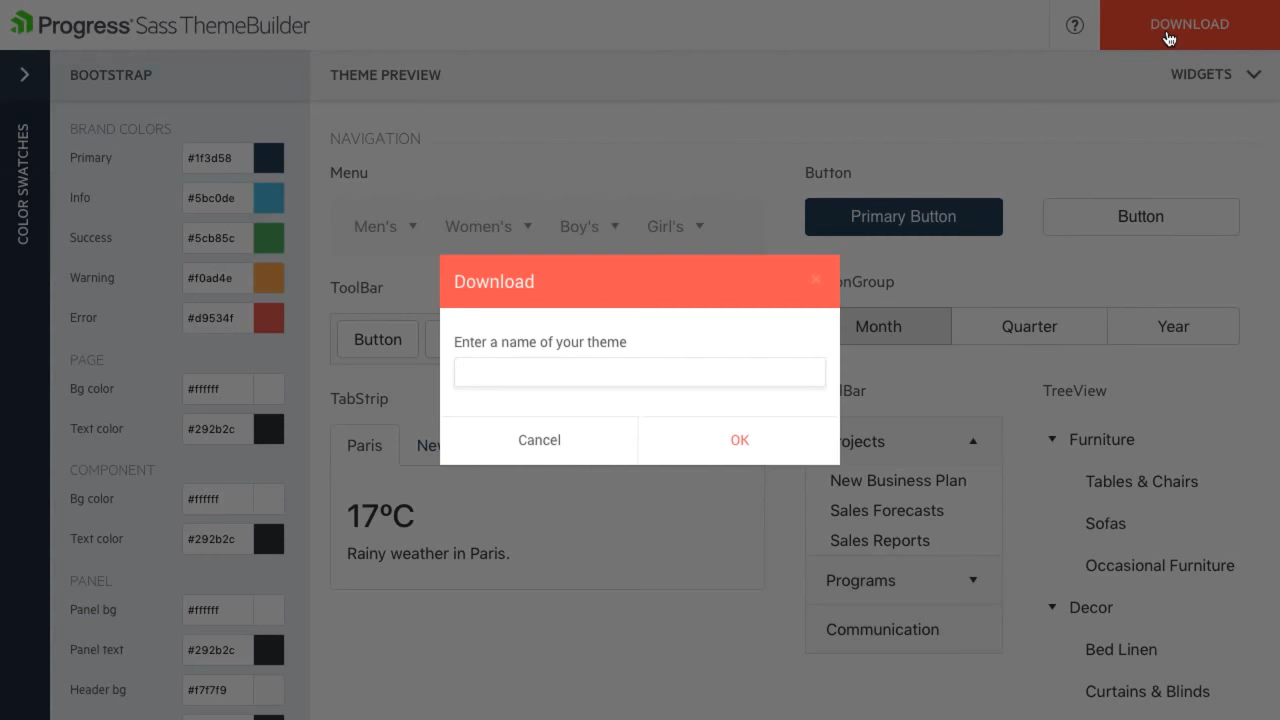 Progress Sass ThemeBuilder
?
DOWNLOAD
COLOR SWATCHES
BOOTSTRAP
BRAND COLORS
Primary #1f3d58
Info #5bc0de
Success #5cb85c
Warning #f0ad4e
Error #d9534f
PAGE
Bg color #ffffff
Text color #292b2c
COMPONENT
Bg color #ffffff
Text color #292b2c
PANEL
Panel bg #ffffff
Panel text #292b2c
Header bg #f7f7f9
THEME PREVIEW
WIDGETS
NAVIGATION
Menu
Men's Women's Boy's Girl's
ToolBar
Button
TabStrip
Paris
17ºC
Rainy weather in Paris.
Button
Primary Button Button
onGroup
Month Quarter Year
lBar
ojects
New Business Plan
Sales Forecasts
Sales Reports
Programs
Communication
TreeView
Furniture
Tables & Chairs
Sofas
Occasional Furniture
Decor
Bed Linen
Curtains & Blinds
Download
Enter a name of your theme
Cancel OK